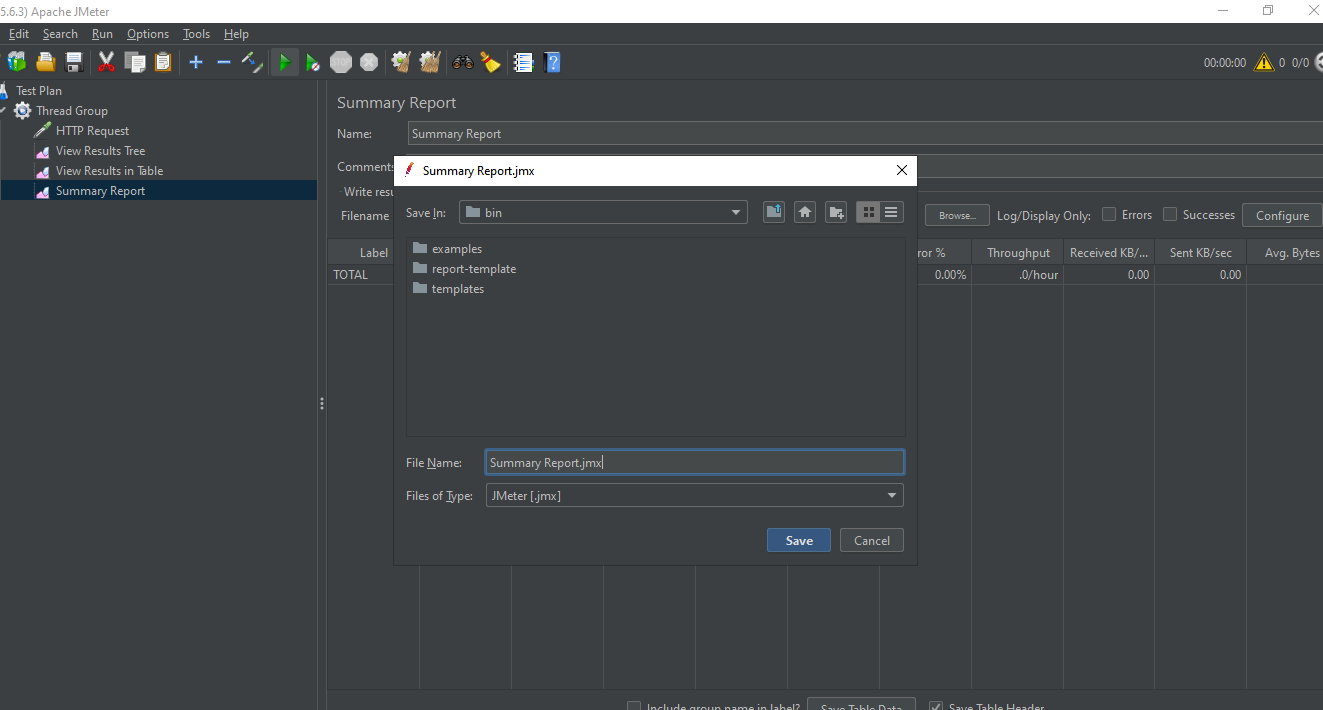 5.6.3) Apache JMeter
Edit Search Run Options Tools Help
STOP
00:00:00 0 0/0
Test Plan
Thread Group
HTTP Request
View Results Tree
View Results in Table
Summary Report
Summary Report
Name: Summary Report
Comments
Write resu
Filename Browse... Log/Display Only: Errors Successes Configure
Label ror % Throughput Received KB/... Sent KB/sec Avg. Bytes
TOTAL 0.00% .0/hour 0.00 0.00
Summary Report.jmx
Save In: bin
examples
report-template
templates
File Name: Summary Report.jmx
Files of Type: JMeter [.jmx]
Save Cancel
Include group name in label? Save Table Data Save Table Header